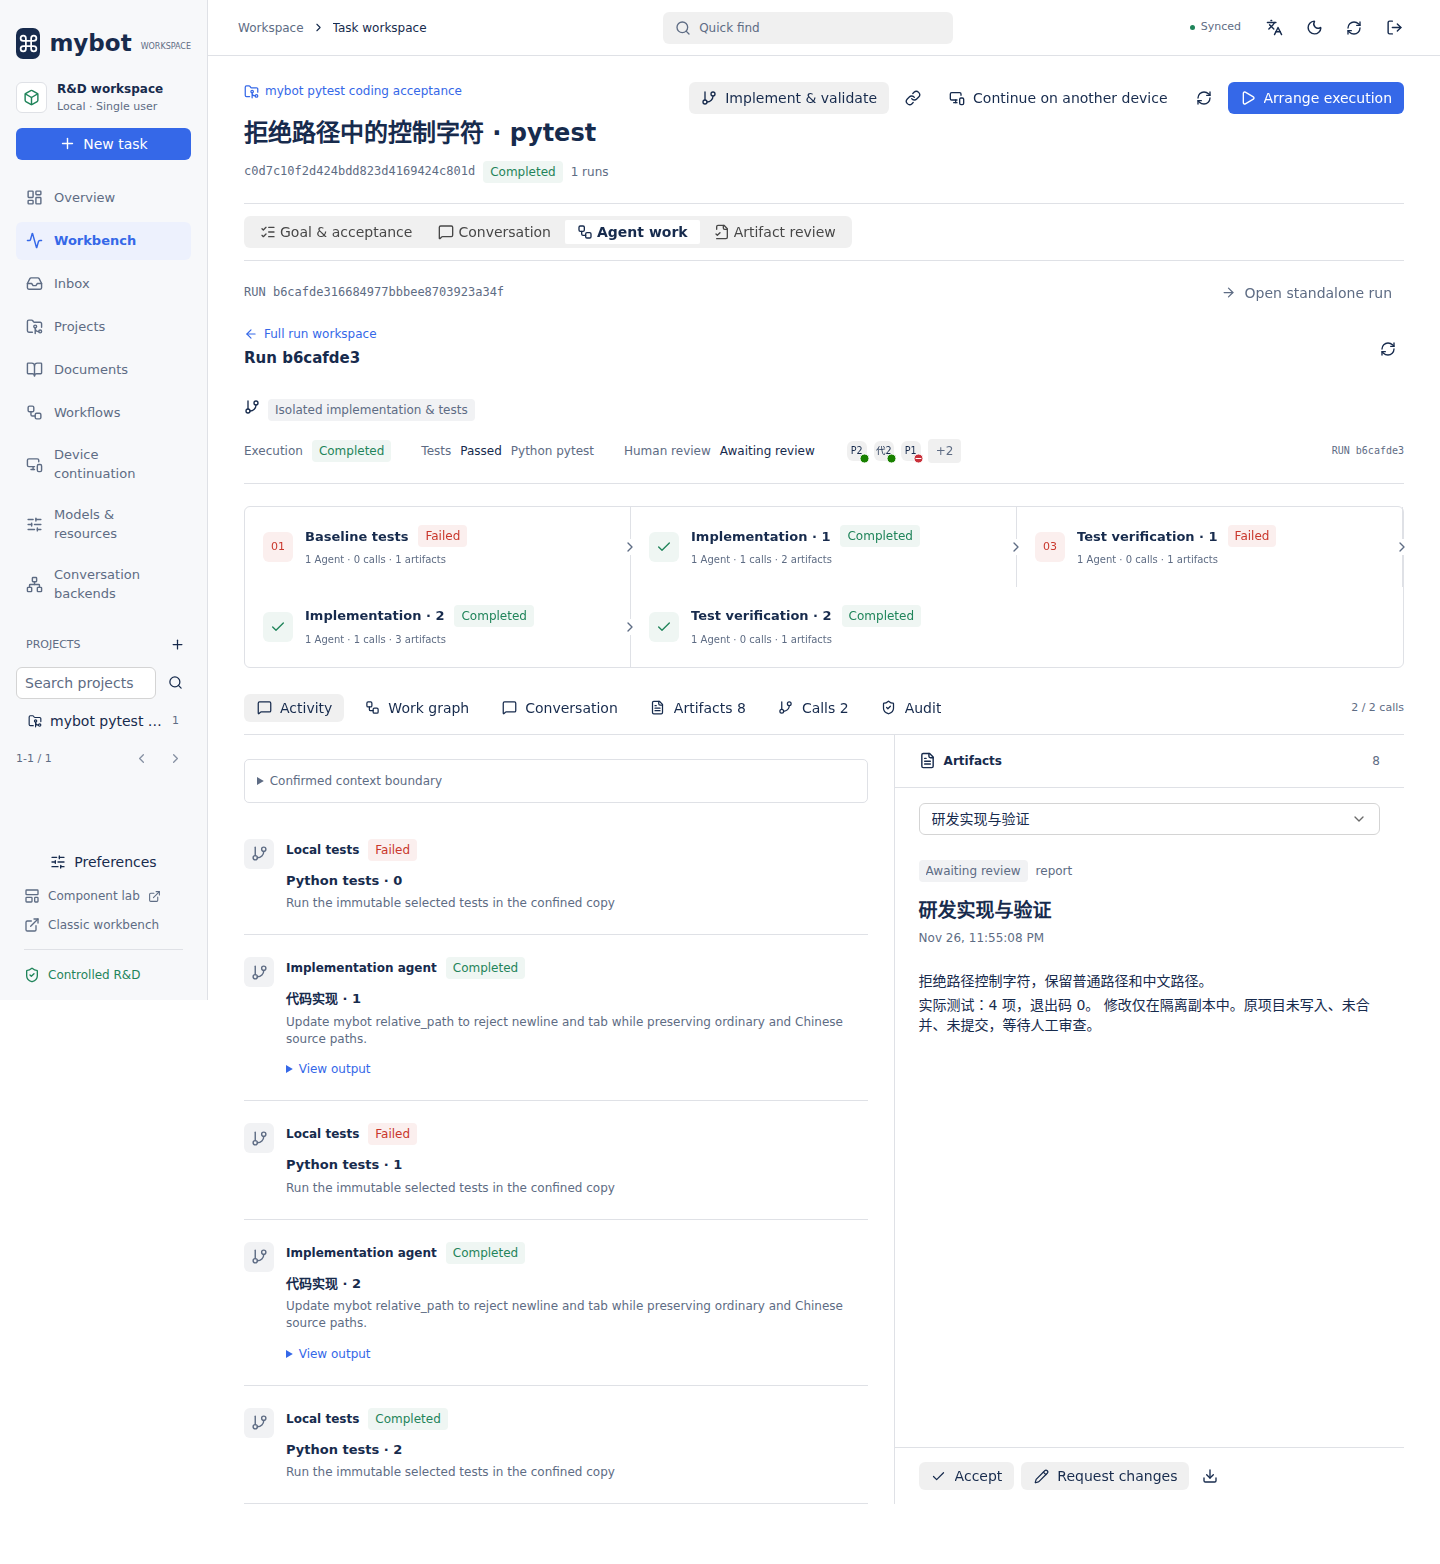 mybot WORKSPACE
R&D workspace
Local · Single user
New task
Overview
Workbench
Inbox
Projects
Documents
Workflows
Device
continuation
Models &
resources
Conversation
backends
PROJECTS
Search projects
mybot pytest ... 1
1-1 / 1
Preferences
Component lab
Classic workbench
Controlled R&D
Workspace > Task workspace
Quick find
Synced
mybot pytest coding acceptance
Implement & validate
Continue on another device
Arrange execution
拒绝路径中的控制字符 · pytest
c0d7c10f2d424bdd823d4169424c801d Completed 1 runs
Goal & acceptance Conversation Agent work Artifact review
RUN b6cafde316684977bbbee8703923a34f
Open standalone run
Full run workspace
Run b6cafde3
Isolated implementation & tests
Execution Completed Tests Passed Python pytest Human review Awaiting review P2 代2 P1 +2 RUN b6cafde3
01 Baseline tests Failed
1 Agent · 0 calls · 1 artifacts
Implementation · 1 Completed
1 Agent · 1 calls · 2 artifacts
03 Test verification · 1 Failed
1 Agent · 0 calls · 1 artifacts
Implementation · 2 Completed
1 Agent · 1 calls · 3 artifacts
Test verification · 2 Completed
1 Agent · 0 calls · 1 artifacts
Activity Work graph Conversation Artifacts 8 Calls 2 Audit 2 / 2 calls
Confirmed context boundary
Local tests Failed
Python tests · 0
Run the immutable selected tests in the confined copy
Implementation agent Completed
代码实现 · 1
Update mybot relative_path to reject newline and tab while preserving ordinary and Chinese
source paths.
View output
Local tests Failed
Python tests · 1
Run the immutable selected tests in the confined copy
Implementation agent Completed
代码实现 · 2
Update mybot relative_path to reject newline and tab while preserving ordinary and Chinese
source paths.
View output
Local tests Completed
Python tests · 2
Run the immutable selected tests in the confined copy
Artifacts 8
研发实现与验证
Awaiting review report
研发实现与验证
Nov 26, 11:55:08 PM
拒绝路径控制字符，保留普通路径和中文路径。
实际测试：4 项，退出码 0。 修改仅在隔离副本中。原项目未写入、未合
并、未提交，等待人工审查。
Accept Request changes